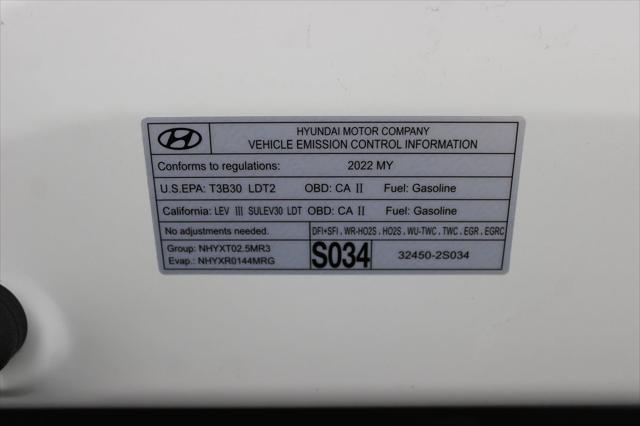 HYUNDAI MOTOR COMPANY
VEHICLE EMISSION CONTROL INFORMATION
Conforms to regulations: 2022 MY
U.S.EPA: T3B30 LDT2 OBD: CA II Fuel: Gasoline
California: LEV III SULEV30 LDT OBD: CA II Fuel: Gasoline
No adjustments needed. DFI+SFI , WR-HO2S , HO2S , WU-TWC , TWC , EGR , EGRC
Group: NHYXT02.5MR3
Evap.: NHYXR0144MRG
S034 32450-2S034